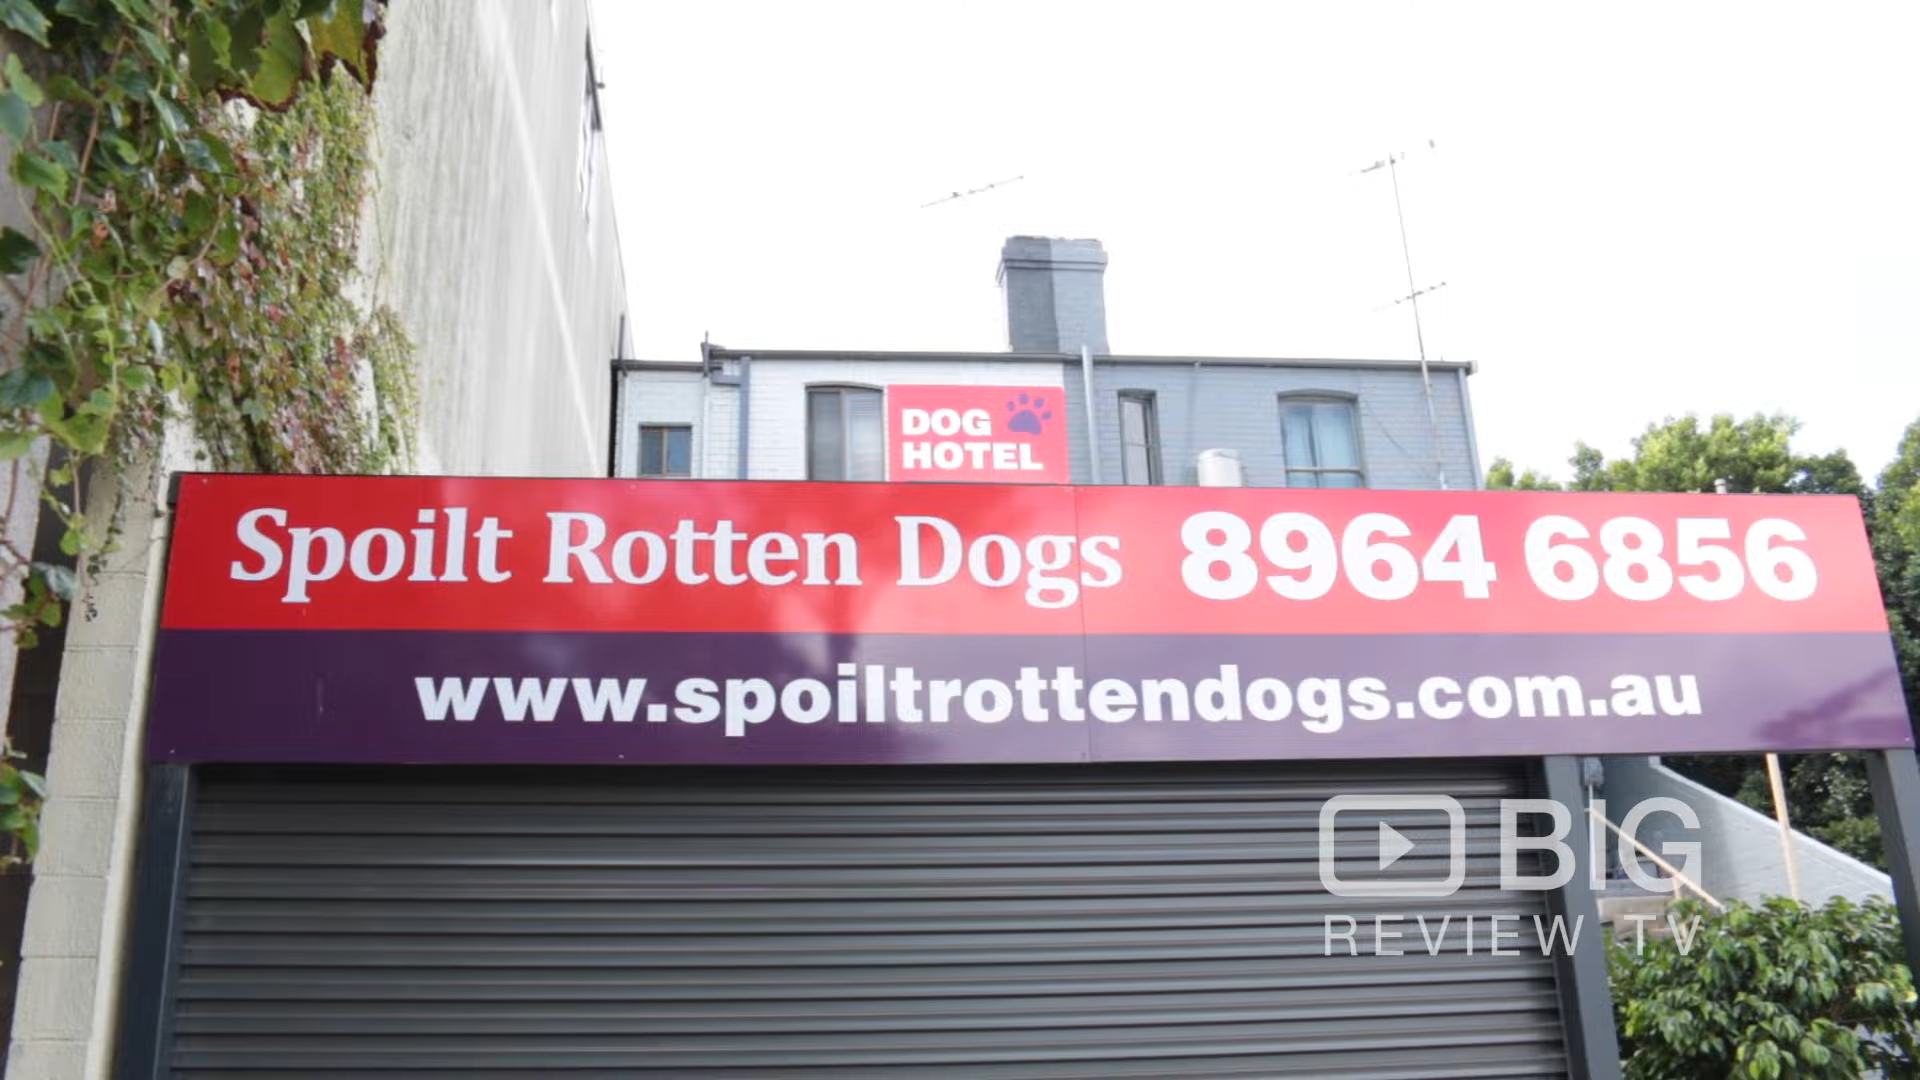 DOG
HOTEL
Spoilt Rotten Dogs 8964 6856
www.spoiltrottendogs.com.au
BIG
REVIEW TV